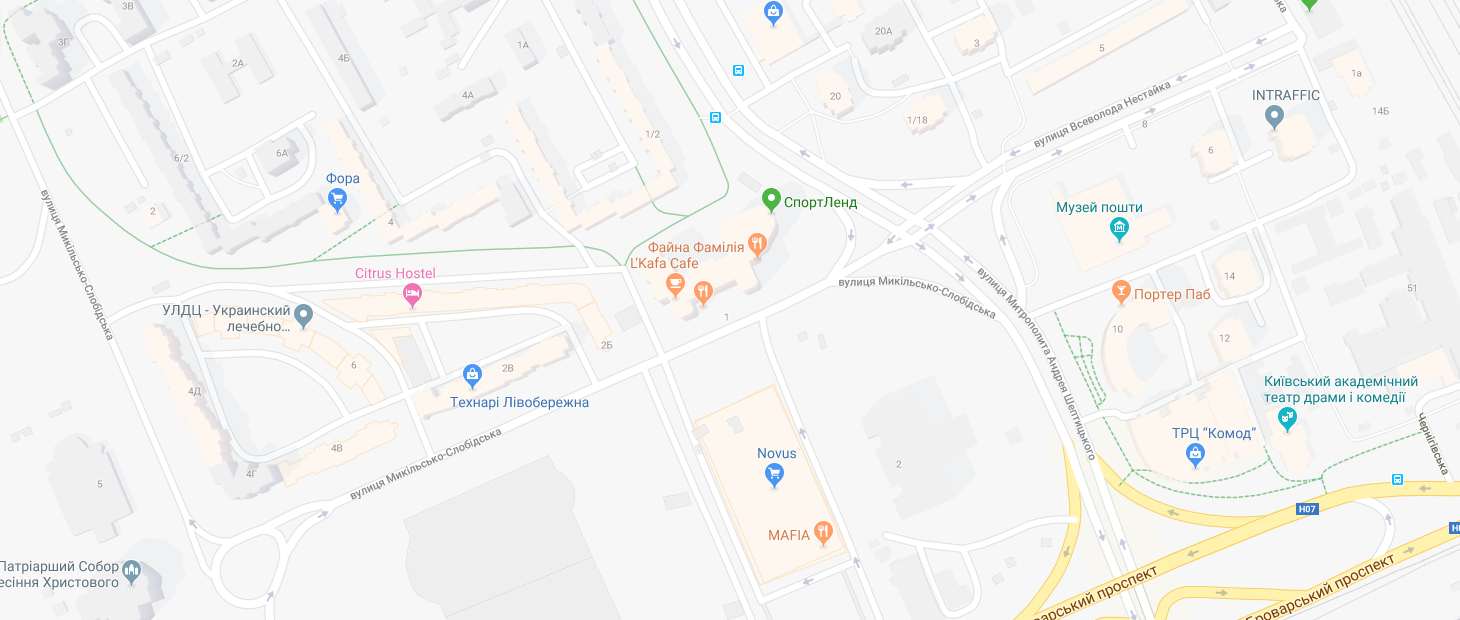 3В
3Г
2А
4Б
1А
4А
1/2
20А
3
5
1а
20
1/18
INTRAFFIC
14Б
вулиця Всеволода Нестайка
8
6
6/2
6А
Фора
2
4
СпортЛенд
Музей пошти
Файна Фамілія
L'Kafa Cafe
Citrus Hostel
вулиця Микільсько-Слобідська
вулиця Микільсько-Слобідська
вулиця Митрополита Андрея Шептицького
14
Портер Паб
51
УЛДЦ - Украинский
лечебно...
1
10
12
2Б
6
2В
4Д
Технарі Лівобережна
Київський академічний
театр драми і комедії
ТРЦ "Комод"
Чернігівська
вулиця Микільсько-Слобідська
4В
4Г
5
Novus
2
MAFIA
Н07
Патріарший Собор
есіння Христового
варський проспект
Броварський проспект